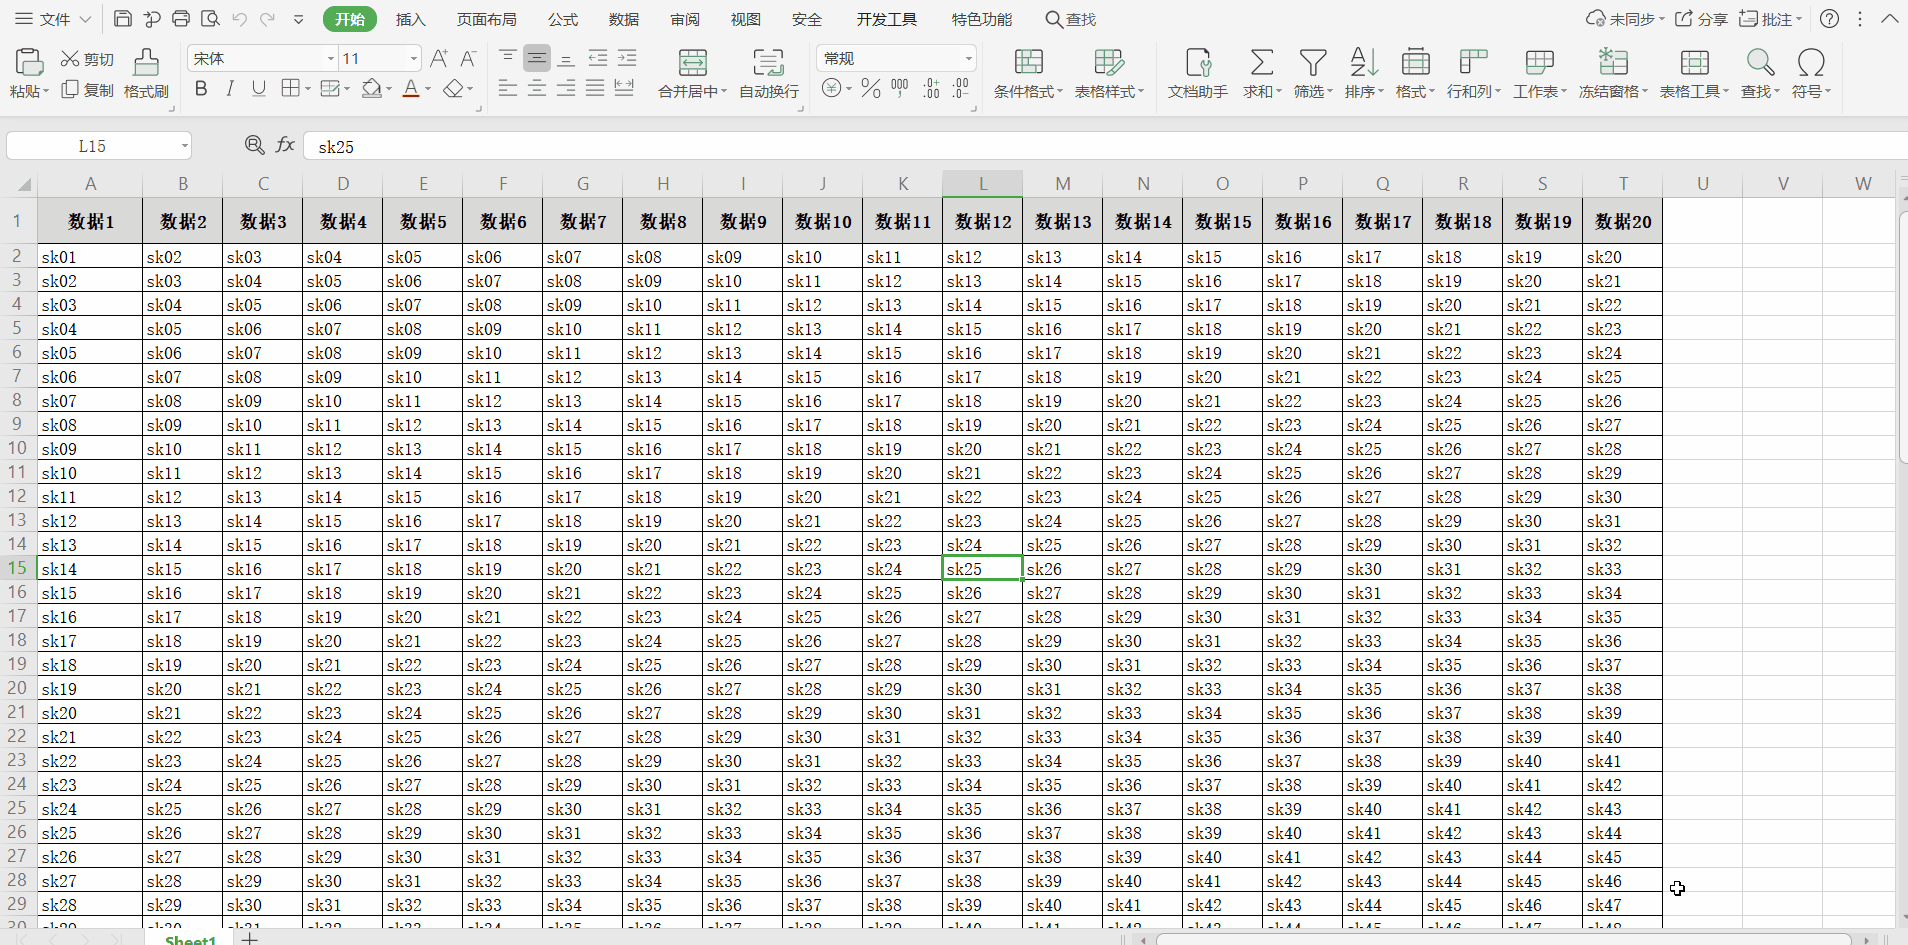 文件 开始 插入 页面布局 公式 数据 审阅 视图 安全 开发工具 特色功能 查找 未同步 分享 批注
粘贴 剪切 复制 格式刷 宋体 11 合并居中 自动换行 常规 条件格式 表格样式 文档助手 求和 筛选 排序 格式 行和列 工作表 冻结窗格 表格工具 查找 符号
L15 fx sk25
A B C D E F G H I J K L M N O P Q R S T U V W
1 数据1 数据2 数据3 数据4 数据5 数据6 数据7 数据8 数据9 数据10 数据11 数据12 数据13 数据14 数据15 数据16 数据17 数据18 数据19 数据20
2 sk01 sk02 sk03 sk04 sk05 sk06 sk07 sk08 sk09 sk10 sk11 sk12 sk13 sk14 sk15 sk16 sk17 sk18 sk19 sk20
3 sk02 sk03 sk04 sk05 sk06 sk07 sk08 sk09 sk10 sk11 sk12 sk13 sk14 sk15 sk16 sk17 sk18 sk19 sk20 sk21
4 sk03 sk04 sk05 sk06 sk07 sk08 sk09 sk10 sk11 sk12 sk13 sk14 sk15 sk16 sk17 sk18 sk19 sk20 sk21 sk22
5 sk04 sk05 sk06 sk07 sk08 sk09 sk10 sk11 sk12 sk13 sk14 sk15 sk16 sk17 sk18 sk19 sk20 sk21 sk22 sk23
6 sk05 sk06 sk07 sk08 sk09 sk10 sk11 sk12 sk13 sk14 sk15 sk16 sk17 sk18 sk19 sk20 sk21 sk22 sk23 sk24
7 sk06 sk07 sk08 sk09 sk10 sk11 sk12 sk13 sk14 sk15 sk16 sk17 sk18 sk19 sk20 sk21 sk22 sk23 sk24 sk25
8 sk07 sk08 sk09 sk10 sk11 sk12 sk13 sk14 sk15 sk16 sk17 sk18 sk19 sk20 sk21 sk22 sk23 sk24 sk25 sk26
9 sk08 sk09 sk10 sk11 sk12 sk13 sk14 sk15 sk16 sk17 sk18 sk19 sk20 sk21 sk22 sk23 sk24 sk25 sk26 sk27
10 sk09 sk10 sk11 sk12 sk13 sk14 sk15 sk16 sk17 sk18 sk19 sk20 sk21 sk22 sk23 sk24 sk25 sk26 sk27 sk28
11 sk10 sk11 sk12 sk13 sk14 sk15 sk16 sk17 sk18 sk19 sk20 sk21 sk22 sk23 sk24 sk25 sk26 sk27 sk28 sk29
12 sk11 sk12 sk13 sk14 sk15 sk16 sk17 sk18 sk19 sk20 sk21 sk22 sk23 sk24 sk25 sk26 sk27 sk28 sk29 sk30
13 sk12 sk13 sk14 sk15 sk16 sk17 sk18 sk19 sk20 sk21 sk22 sk23 sk24 sk25 sk26 sk27 sk28 sk29 sk30 sk31
14 sk13 sk14 sk15 sk16 sk17 sk18 sk19 sk20 sk21 sk22 sk23 sk24 sk25 sk26 sk27 sk28 sk29 sk30 sk31 sk32
15 sk14 sk15 sk16 sk17 sk18 sk19 sk20 sk21 sk22 sk23 sk24 sk25 sk26 sk27 sk28 sk29 sk30 sk31 sk32 sk33
16 sk15 sk16 sk17 sk18 sk19 sk20 sk21 sk22 sk23 sk24 sk25 sk26 sk27 sk28 sk29 sk30 sk31 sk32 sk33 sk34
17 sk16 sk17 sk18 sk19 sk20 sk21 sk22 sk23 sk24 sk25 sk26 sk27 sk28 sk29 sk30 sk31 sk32 sk33 sk34 sk35
18 sk17 sk18 sk19 sk20 sk21 sk22 sk23 sk24 sk25 sk26 sk27 sk28 sk29 sk30 sk31 sk32 sk33 sk34 sk35 sk36
19 sk18 sk19 sk20 sk21 sk22 sk23 sk24 sk25 sk26 sk27 sk28 sk29 sk30 sk31 sk32 sk33 sk34 sk35 sk36 sk37
20 sk19 sk20 sk21 sk22 sk23 sk24 sk25 sk26 sk27 sk28 sk29 sk30 sk31 sk32 sk33 sk34 sk35 sk36 sk37 sk38
21 sk20 sk21 sk22 sk23 sk24 sk25 sk26 sk27 sk28 sk29 sk30 sk31 sk32 sk33 sk34 sk35 sk36 sk37 sk38 sk39
22 sk21 sk22 sk23 sk24 sk25 sk26 sk27 sk28 sk29 sk30 sk31 sk32 sk33 sk34 sk35 sk36 sk37 sk38 sk39 sk40
23 sk22 sk23 sk24 sk25 sk26 sk27 sk28 sk29 sk30 sk31 sk32 sk33 sk34 sk35 sk36 sk37 sk38 sk39 sk40 sk41
24 sk23 sk24 sk25 sk26 sk27 sk28 sk29 sk30 sk31 sk32 sk33 sk34 sk35 sk36 sk37 sk38 sk39 sk40 sk41 sk42
25 sk24 sk25 sk26 sk27 sk28 sk29 sk30 sk31 sk32 sk33 sk34 sk35 sk36 sk37 sk38 sk39 sk40 sk41 sk42 sk43
26 sk25 sk26 sk27 sk28 sk29 sk30 sk31 sk32 sk33 sk34 sk35 sk36 sk37 sk38 sk39 sk40 sk41 sk42 sk43 sk44
27 sk26 sk27 sk28 sk29 sk30 sk31 sk32 sk33 sk34 sk35 sk36 sk37 sk38 sk39 sk40 sk41 sk42 sk43 sk44 sk45
28 sk27 sk28 sk29 sk30 sk31 sk32 sk33 sk34 sk35 sk36 sk37 sk38 sk39 sk40 sk41 sk42 sk43 sk44 sk45 sk46
29 sk28 sk29 sk30 sk31 sk32 sk33 sk34 sk35 sk36 sk37 sk38 sk39 sk40 sk41 sk42 sk43 sk44 sk45 sk46 sk47
Sheet1